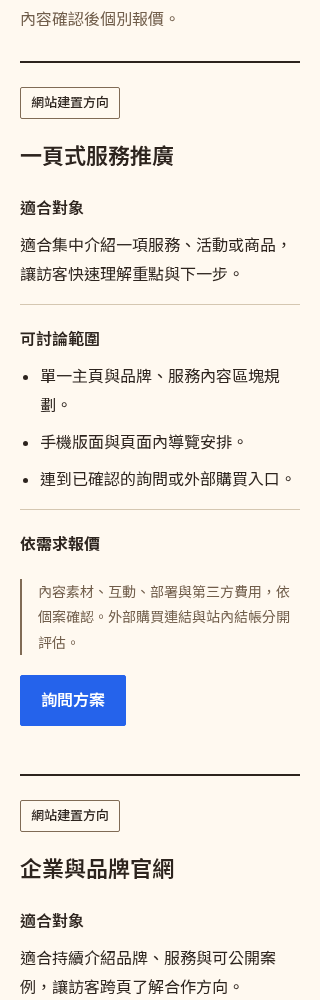 內容確認後個別報價。
網站建置方向
一頁式服務推廣
適合對象
適合集中介紹一項服務、活動或商品，
讓訪客快速理解重點與下一步。
可討論範圍
單一主頁與品牌、服務內容區塊規
劃。
手機版面與頁面內導覽安排。
連到已確認的詢問或外部購買入口。
依需求報價
內容素材、互動、部署與第三方費用，依
個案確認。外部購買連結與站內結帳分開
評估。
詢問方案
網站建置方向
企業與品牌官網
適合對象
適合持續介紹品牌、服務與可公開案
例，讓訪客跨頁了解合作方向。